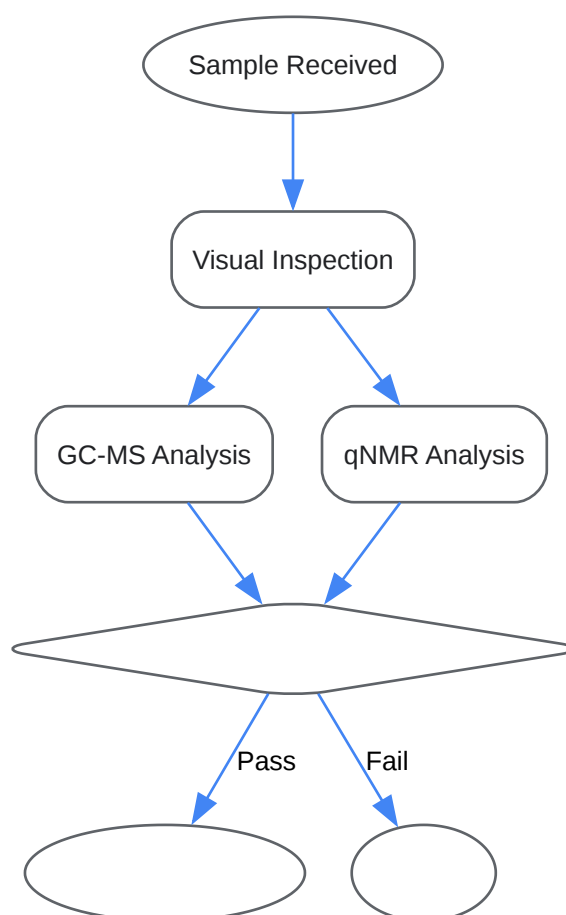 Sample Received
Visual Inspection
GC-MS Analysis
qNMR Analysis
Pass
Fail